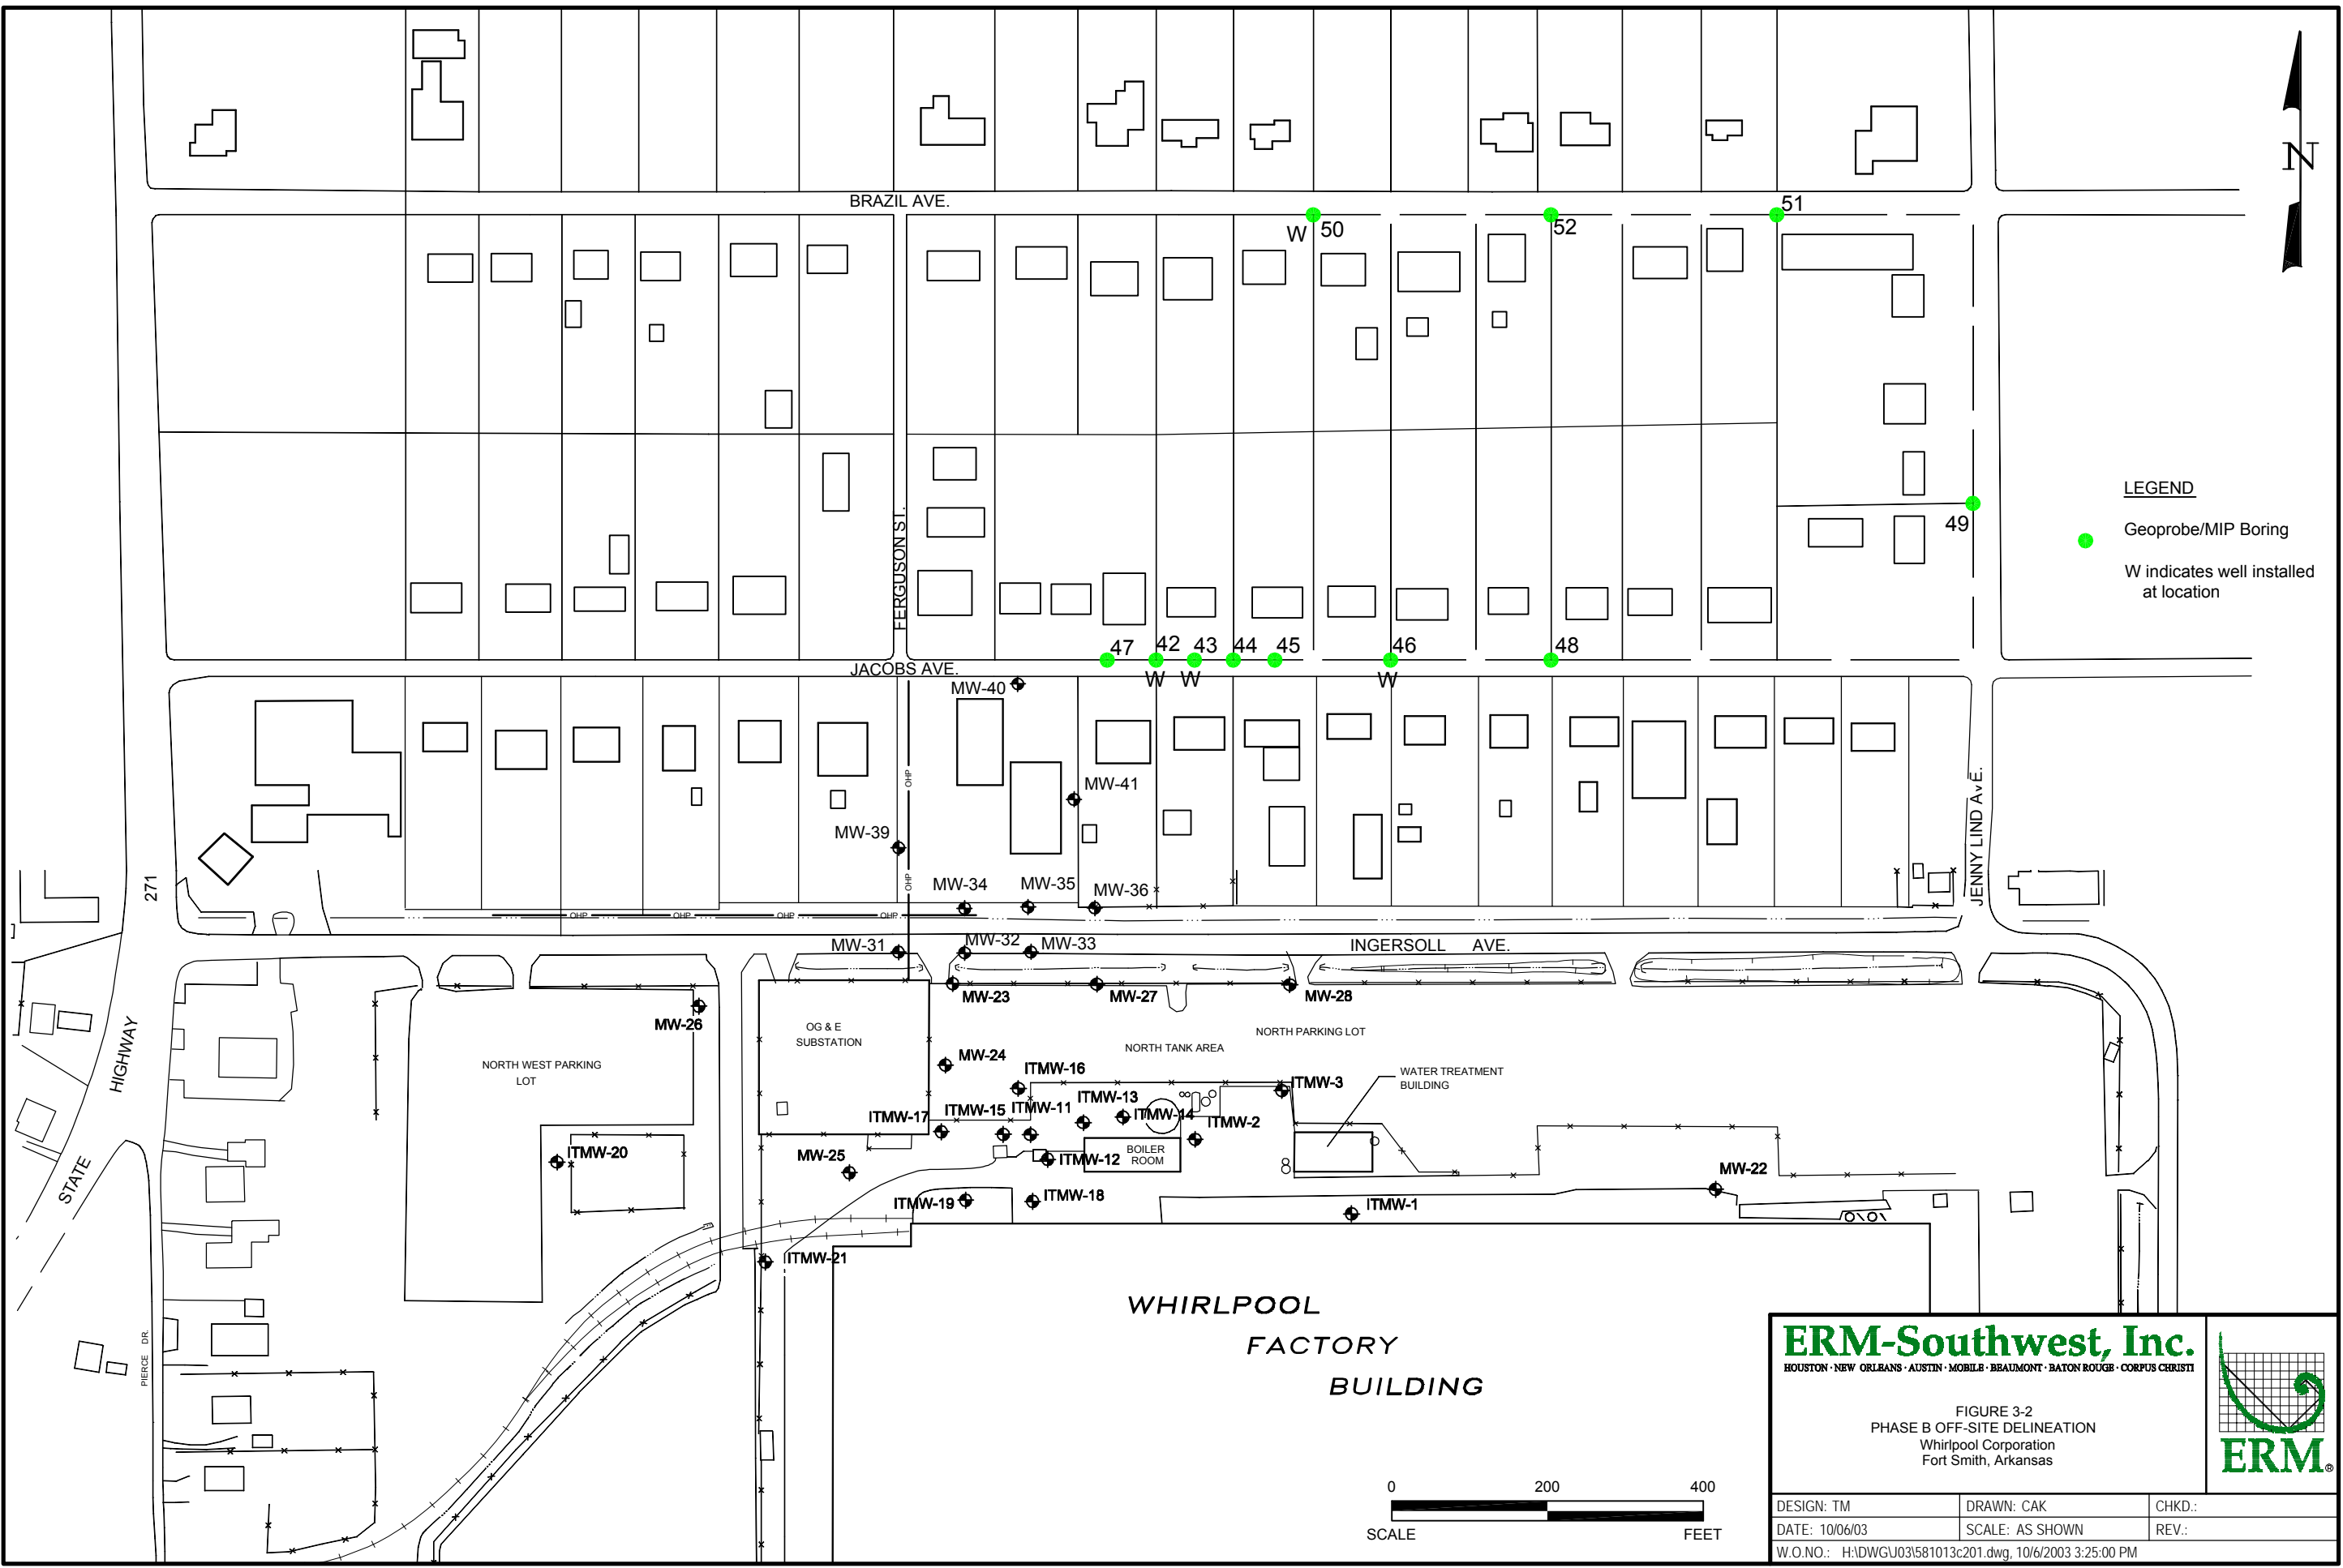 BRAZIL AVE.
N
51
W 50
52
LEGEND
49
Geoprobe/MIP Boring
W indicates well installed
at location
FERGUSON ST.
47
42
43
44
45
46
48
JACOBS AVE.
W
W
W
MW-40
OHP
MW-41
MW-39
JENNY LIND AvE.
271
OHP
MW-34
MW-35
MW-36
OHP
OHP
OHP
OHP
MW-31
MW-32
MW-33
INGERSOLL AVE.
MW-23
MW-27
MW-28
MW-26
OG & E
SUBSTATION
NORTH PARKING LOT
NORTH TANK AREA
HIGHWAY
STATE
NORTH WEST PARKING
LOT
MW-24
ITMW-16
ITMW-3
WATER TREATMENT
BUILDING
ITMW-13
ITMW-17
ITMW-15
ITMW-11
ITMW-14
ITMW-2
BOILER
ROOM
ITMW-20
MW-25
ITMW-12
MW-22
ITMW-19
ITMW-18
ITMW-1
ITMW-21
PIERCE DR.
WHIRLPOOL
FACTORY
BUILDING
0 200 400
SCALE FEET
ERM-Southwest, Inc.
HOUSTON · NEW ORLEANS · AUSTIN · MOBILE · BEAUMONT · BATON ROUGE · CORPUS CHRISTI
FIGURE 3-2
PHASE B OFF-SITE DELINEATION
Whirlpool Corporation
Fort Smith, Arkansas
ERM®
DESIGN: TM
DRAWN: CAK
CHKD.:
DATE: 10/06/03
SCALE: AS SHOWN
REV.:
W.O.NO.: H:\DWG\J03\581013c201.dwg, 10/6/2003 3:25:00 PM